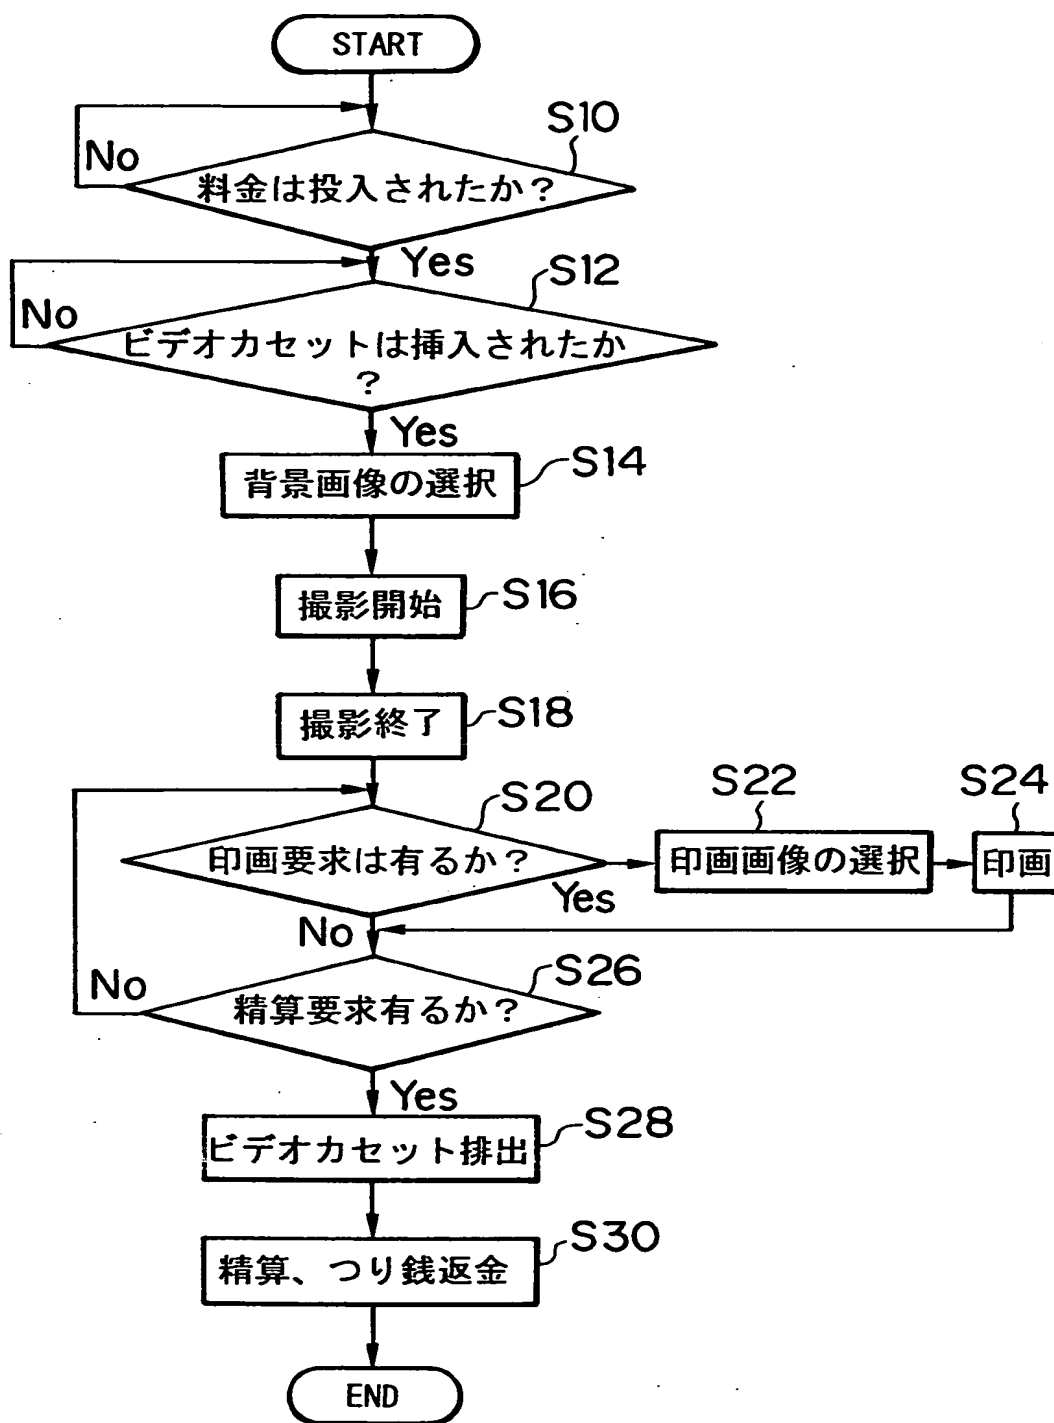 START
S10
No
料金は投入されたか?
Yes
S12
No
ビデオカセットは挿入されたか
?
Yes
S14
背景画像の選択
S16
撮影開始
S18
撮影終了
S20
印画要求は有るか?
Yes
S22
印画画像の選択
S24
印画
No
S26
No
精算要求有るか?
Yes
S28
ビデオカセット排出
S30
精算、つり銭返金
END